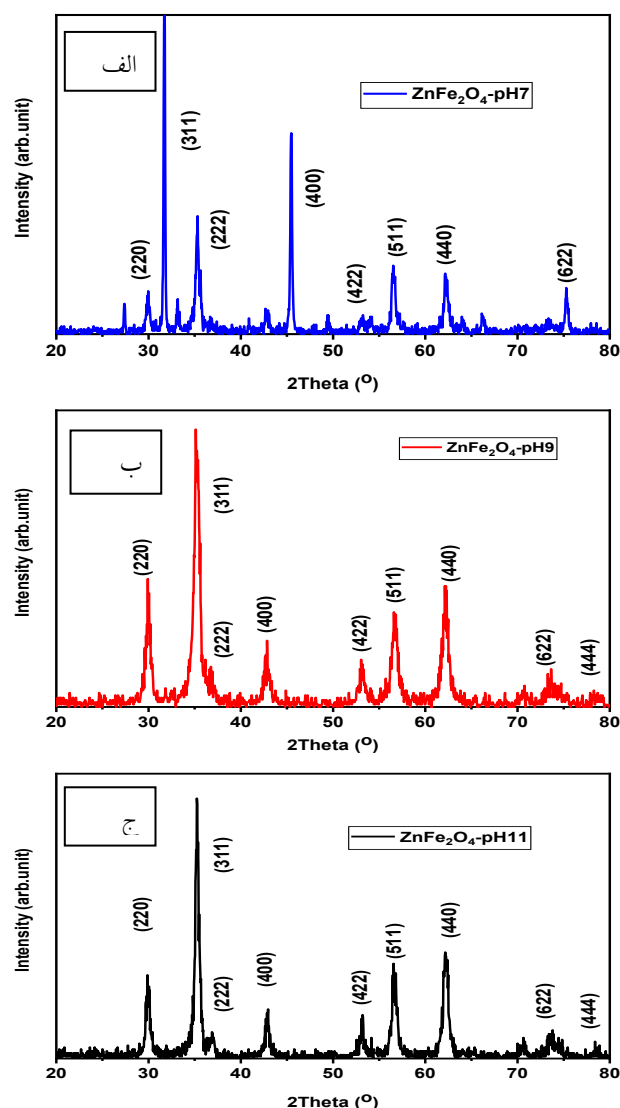 الف
ZnFe₂O₄-pH7
Intensity (arb.unit)
(220)
(311)
(222)
(400)
(422)
(511)
(440)
(622)
20 30 40 50 60 70 80
2Theta (O)
ب
ZnFe₂O₄-pH9
Intensity (arb.unit)
(220)
(311)
(222)
(400)
(422)
(511)
(440)
(622)
(444)
20 30 40 50 60 70 80
2Theta (O)
ج
ZnFe₂O₄-pH11
Intensity (arb.unit)
(220)
(311)
(222)
(400)
(422)
(511)
(440)
(622)
(444)
20 30 40 50 60 70 80
2Theta (O)